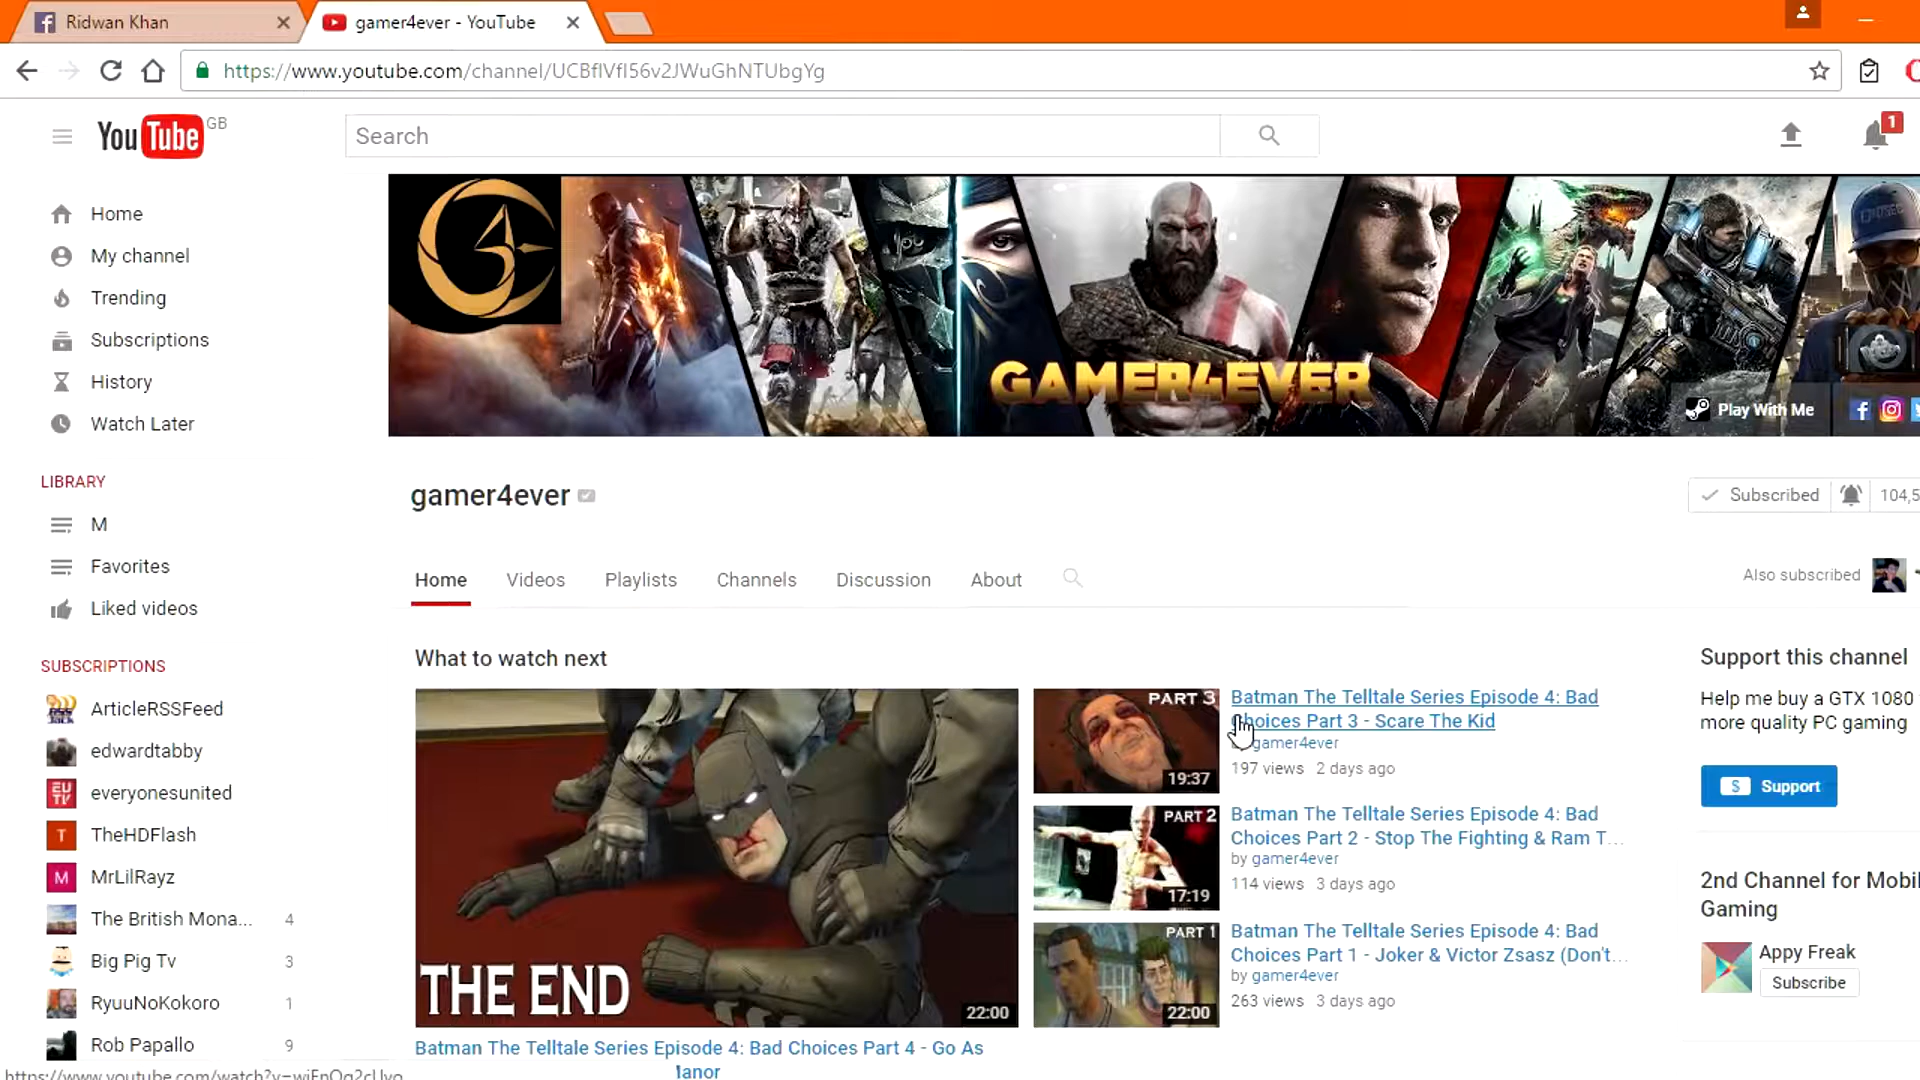 Ridwan Khan
gamer4ever - YouTube
https://www.youtube.com/channel/UCBfIVfI56v2JWuGhNTUbgYg
YouTube GB
Search
1
Home
My channel
Trending
Subscriptions
History
Watch Later
LIBRARY
M
Favorites
Liked videos
SUBSCRIPTIONS
ArticleRSSFeed
edwardtabby
everyonesunited
TheHDFlash
MrLilRayz
The British Mona... 4
Big Pig Tv 3
RyuuNoKokoro 1
Rob Papallo 9
GAMER4EVER
Play With Me
gamer4ever
Subscribed
104,5
Home Videos Playlists Channels Discussion About
Also subscribed
What to watch next
THE END
22:00
Batman The Telltale Series Episode 4: Bad Choices Part 4 - Go As
Manor
PART 3
19:37
Batman The Telltale Series Episode 4: Bad
Choices Part 3 - Scare The Kid
by gamer4ever
197 views 2 days ago
PART 2
17:19
Batman The Telltale Series Episode 4: Bad
Choices Part 2 - Stop The Fighting & Ram T...
by gamer4ever
114 views 3 days ago
PART 1
22:00
Batman The Telltale Series Episode 4: Bad
Choices Part 1 - Joker & Victor Zsasz (Don't...
by gamer4ever
263 views 3 days ago
Support this channel
Help me buy a GTX 1080
more quality PC gaming
$ Support
2nd Channel for Mobil
Gaming
Appy Freak
Subscribe